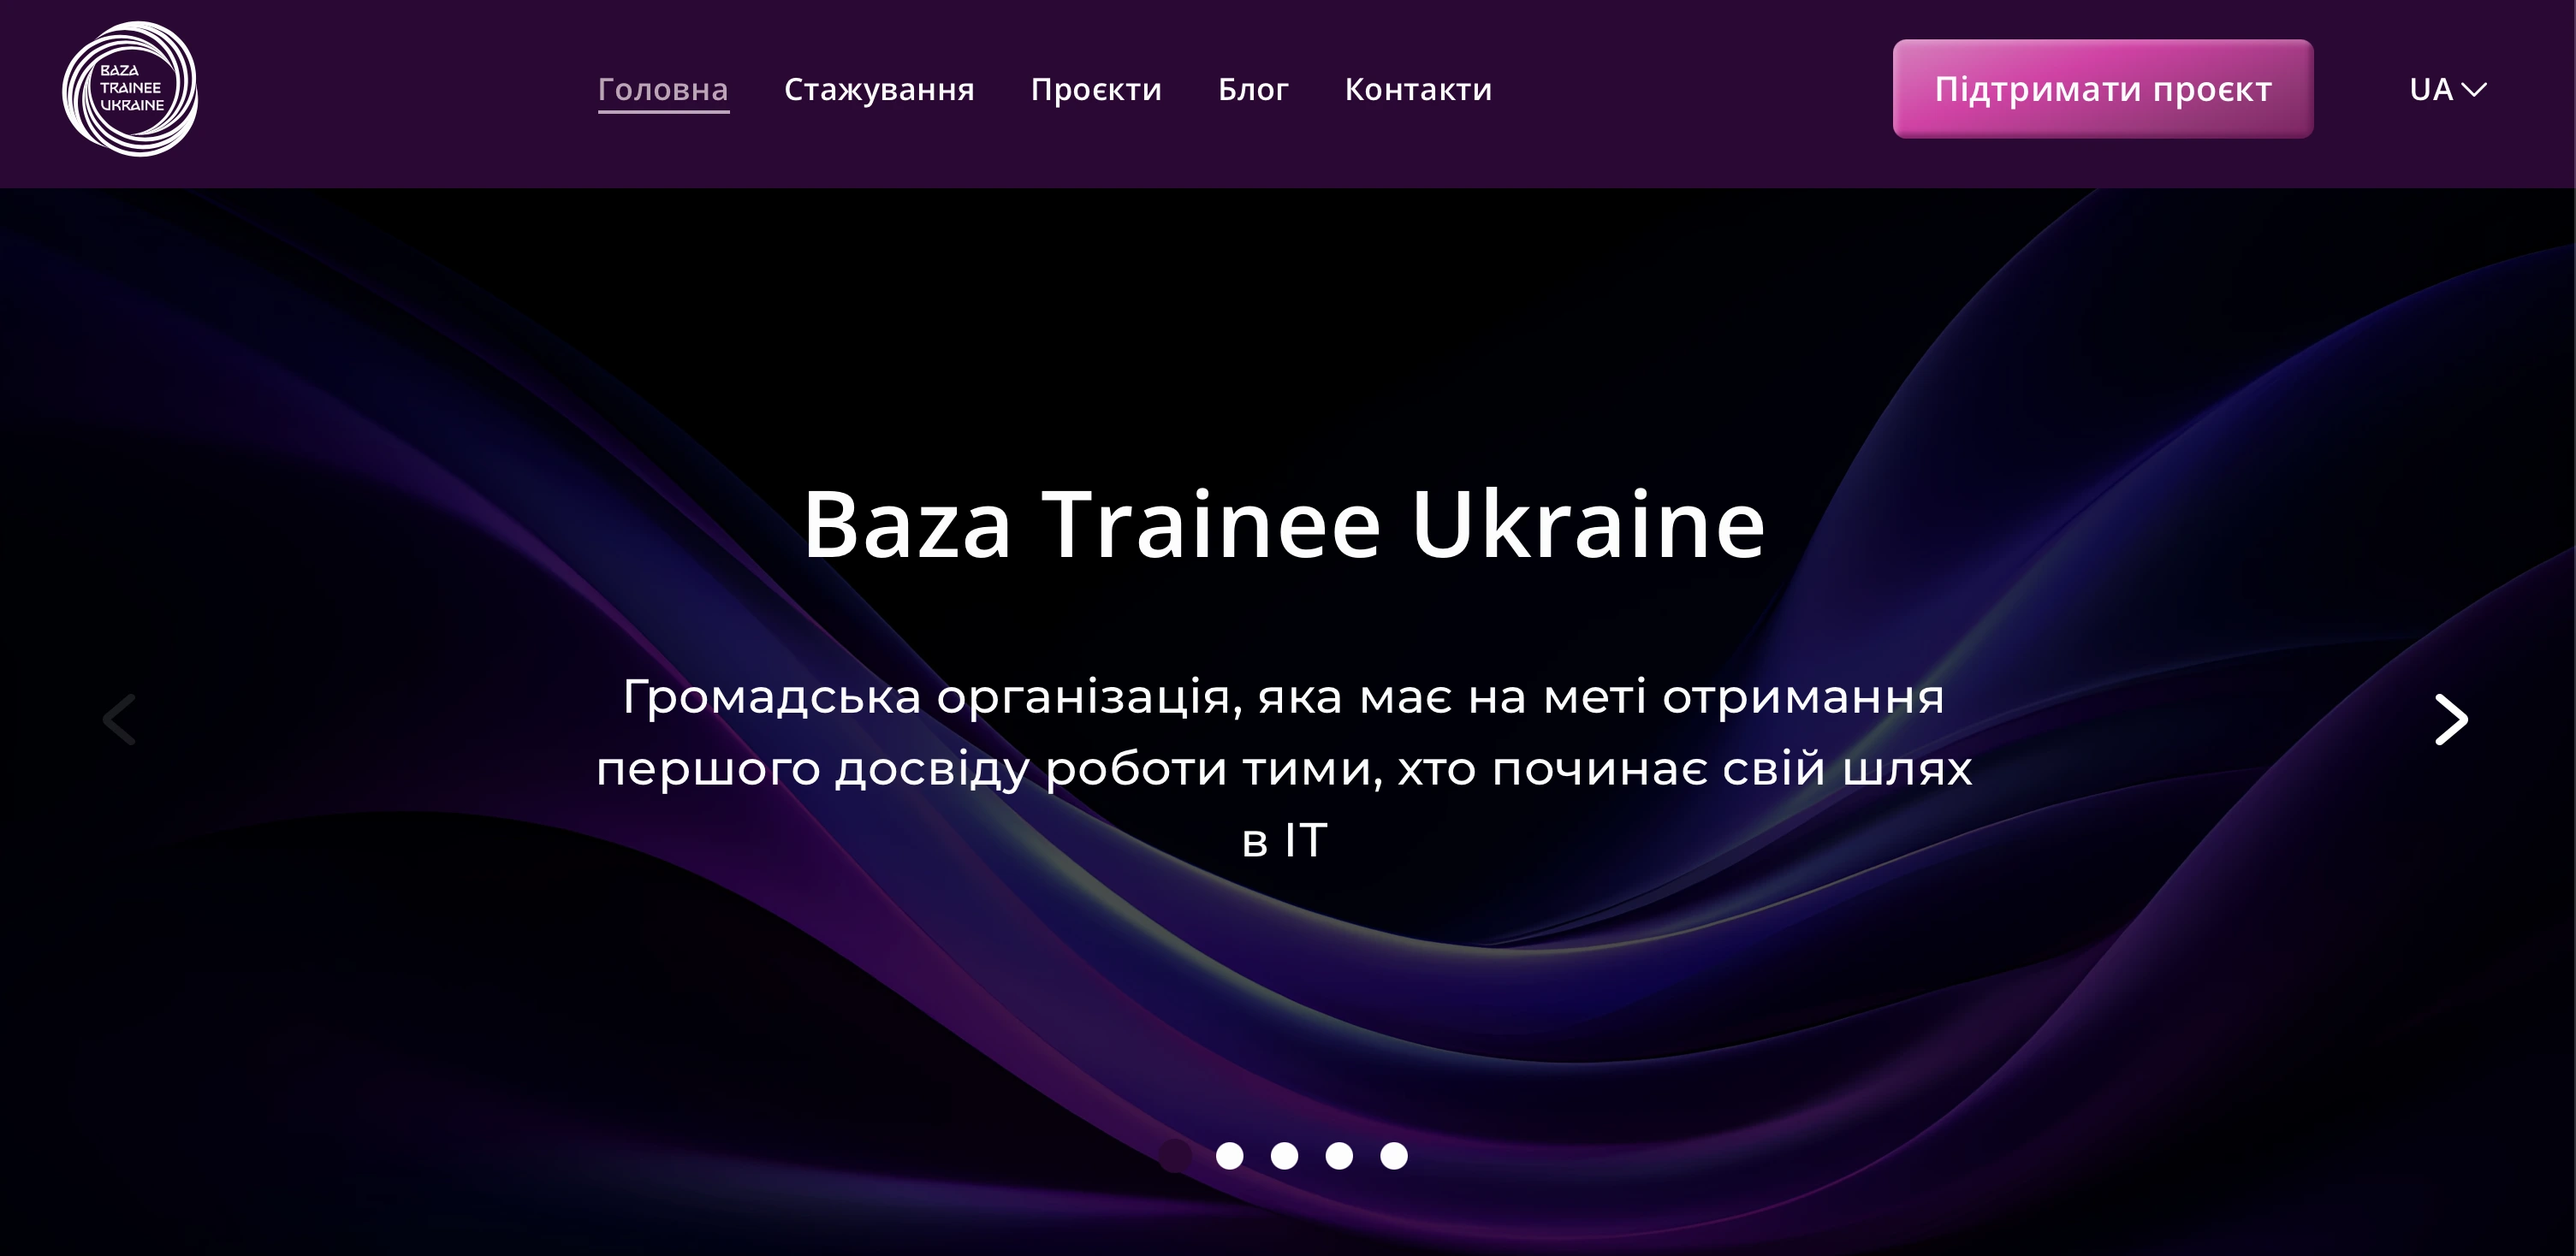 BAZA
TRAINEE
UKRAINE
Головна Стажування Проєкти Блог Контакти
Підтримати проєкт
UA
Baza Trainee Ukraine
Громадська організація, яка має на меті отримання
першого досвіду роботи тими, хто починає свій шлях
в ІТ